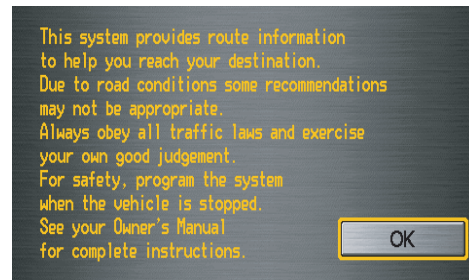 This system provides route information
to help you reach your destination.
Due to road conditions some recommendations
may not be appropriate.
Always obey all traffic laws and exercise
your own good judgement.
For safety, program the system
when the vehicle is stopped.
See your Owner's Manual
for complete instructions.
OK